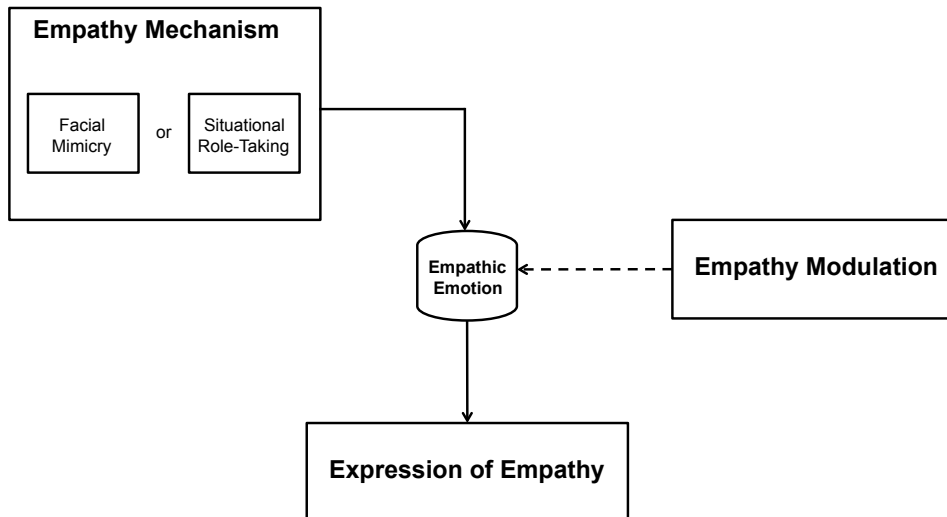 Empathy Mechanism
Facial
Mimicry
or
Situational
Role-Taking
Empathic
Emotion
Empathy Modulation
Expression of Empathy